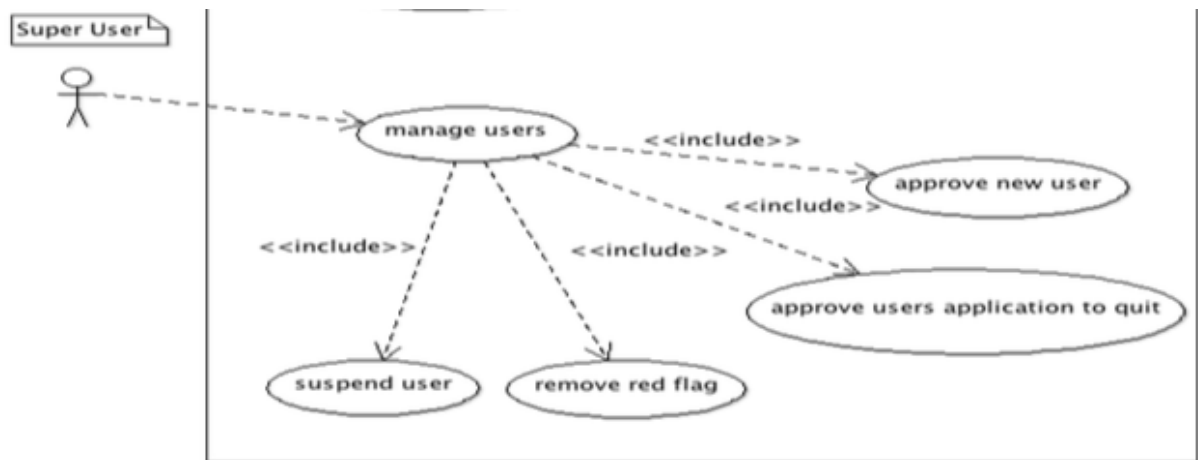 Super User
manage users
<<include>>
approve new user
<<include>>
<<include>>
<<include>>
approve users application to quit
suspend user
remove red flag